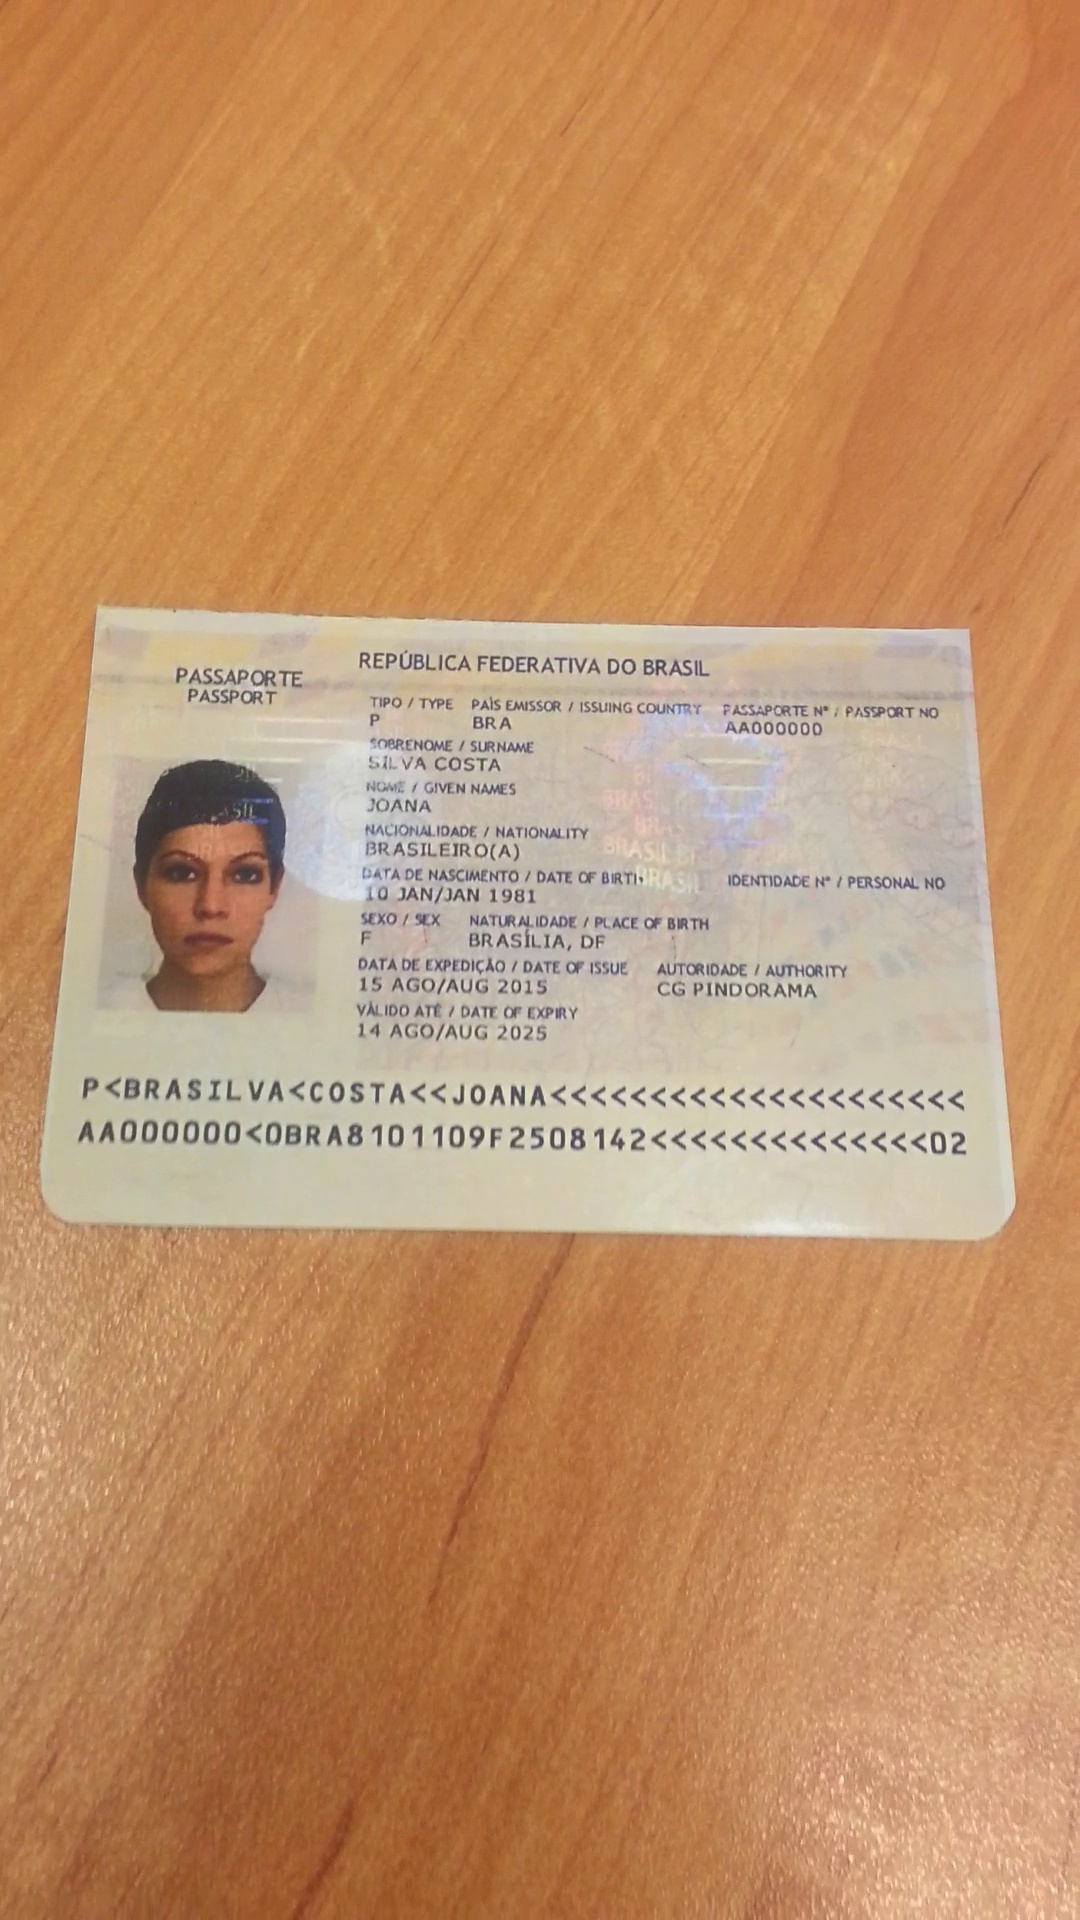 REPÚBLICA FEDERATIVA DO BRASIL
PASSAPORTE
PASSPORT
TIPO / TYPE PAÍS EMISSOR / ISSUING COUNTRY PASSAPORTE Nº / PASSPORT NO
P BRA AA000000
SOBRENOME / SURNAME
SILVA COSTA
NOME / GIVEN NAMES
JOANA
NACIONALIDADE / NATIONALITY
BRASILEIRO(A)
DATA DE NASCIMENTO / DATE OF BIRTH IDENTIDADE Nº / PERSONAL NO
10 JAN/JAN 1981
SEXO / SEX NATURALIDADE / PLACE OF BIRTH
F BRASÍLIA, DF
DATA DE EXPEDIÇÃO / DATE OF ISSUE AUTORIDADE / AUTHORITY
15 AGO/AUG 2015 CG PINDORAMA
VÁLIDO ATÉ / DATE OF EXPIRY
14 AGO/AUG 2025
P<BRASILVA<COSTA<<JOANA<<<<<<<<<<<<<<<<<<<<<
AA000000<0BRA8101109F2508142<<<<<<<<<<<<<<02